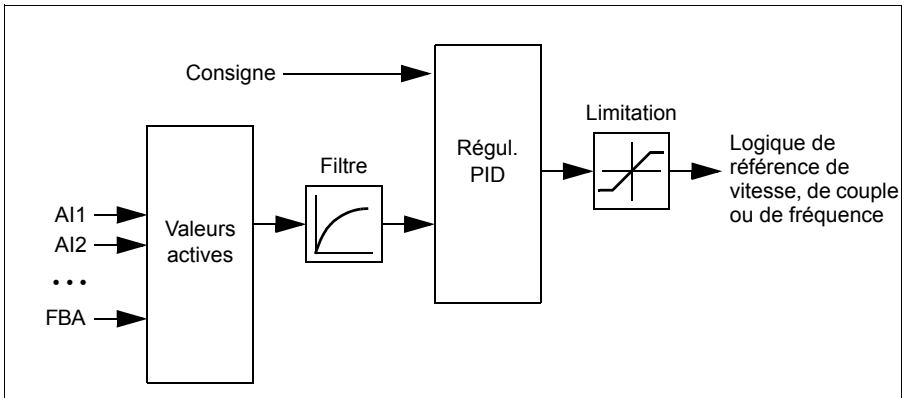 Consigne
Limitation
Filtre
Régul.
PID
Logique de
référence de
vitesse, de couple
ou de fréquence
AI1
AI2
...
FBA
Valeurs
actives